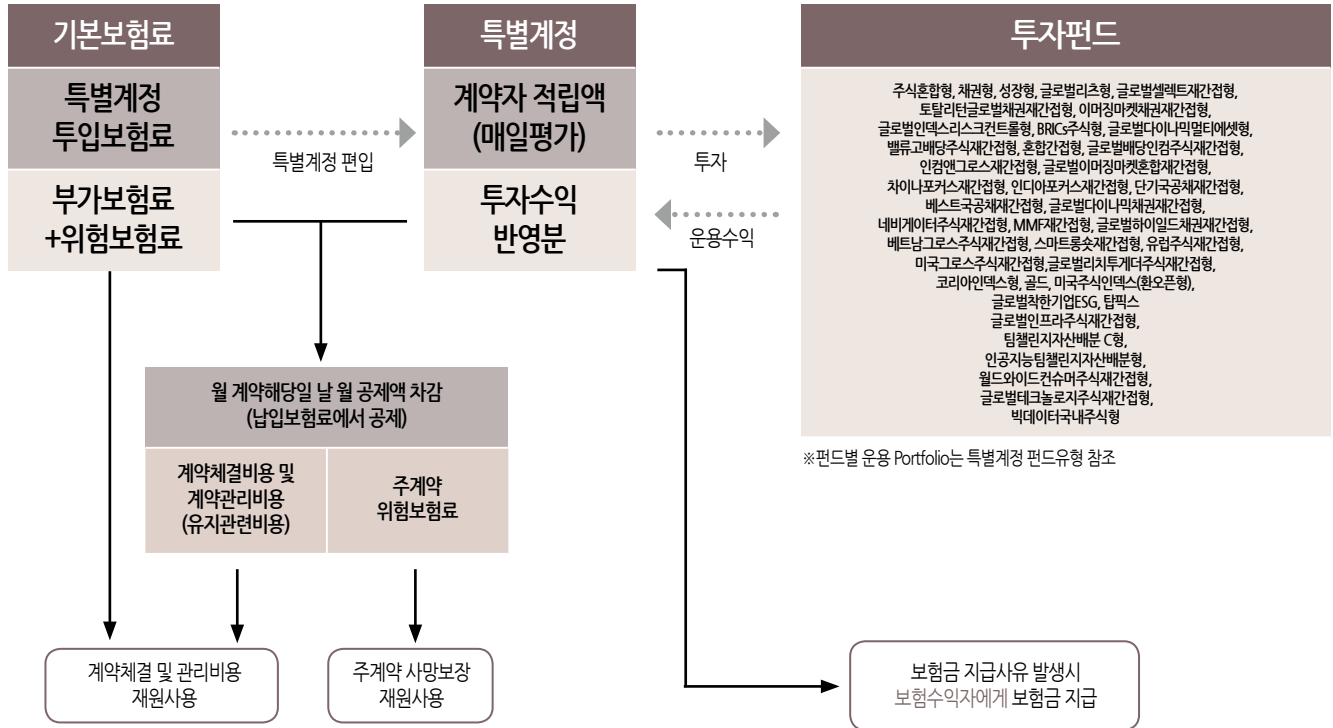 기본보험료
특별계정
투입보험료
부가보험료
+위험보험료
특별계정 편입
특별계정
계약자 적립액
(매일평가)
투자수익
반영분
투자
운용수익
투자펀드
주식혼합형, 채권형, 성장형, 글로벌리츠형, 글로벌셀렉트재간접형,
토탈리턴글로벌채권재간접형, 이머징마켓채권재간접형,
글로벌인덱스리스크컨트롤형, BRICs주식형, 글로벌다이나믹멀티에셋형,
밸류고배당주식재간접형, 혼합간접형, 글로벌배당인컴주식재간접형,
인컴앤그로스재간접형, 글로벌이머징마켓혼합재간접형,
차이나포커스재간접형, 인디아포커스재간접형, 단기국공채재간접형,
베스트국공채재간접형, 글로벌다이나믹채권재간접형,
네비게이터주식재간접형, MMF재간접형, 글로벌하이일드채권재간접형,
베트남그로스주식재간접형, 스마트롱숏재간접형, 유럽주식재간접형,
미국그로스주식재간접형,글로벌리치투게더주식재간접형,
코리아인덱스형, 골드, 미국주식인덱스(환오픈형),
글로벌착한기업ESG, 탑픽스
글로벌인프라주식재간접형,
팀챌린지자산배분 C형,
인공지능팀챌린지자산배분형,
월드와이드컨슈머주식재간접형,
글로벌테크놀로지주식재간접형,
빅데이터국내주식형
※펀드별 운용 Portfolio는 특별계정 펀드유형 참조
월 계약해당일 날 월 공제액 차감
(납입보험료에서 공제)
계약체결비용 및
계약관리비용
(유지관련비용)
주계약
위험보험료
계약체결 및 관리비용
재원사용
주계약 사망보장
재원사용
보험금 지급사유 발생시
보험수익자에게 보험금 지급